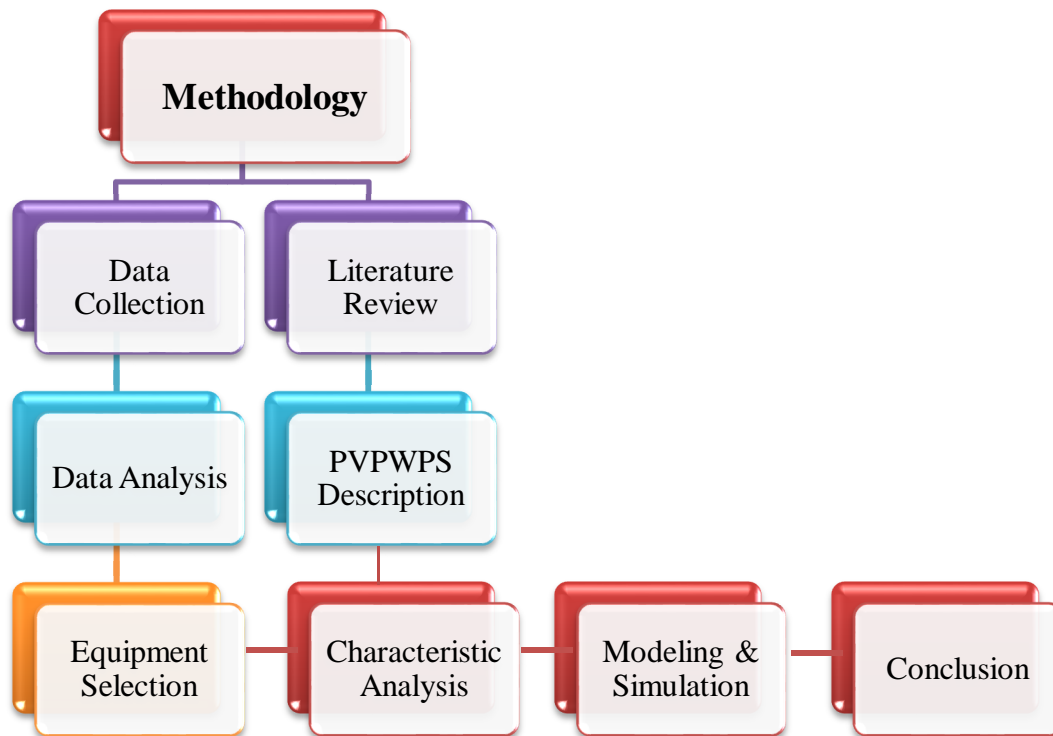 Methodology
Data
Collection
Literature
Review
Data Analysis
PVPWPS
Description
Equipment
Selection
Characteristic
Analysis
Modeling &
Simulation
Conclusion